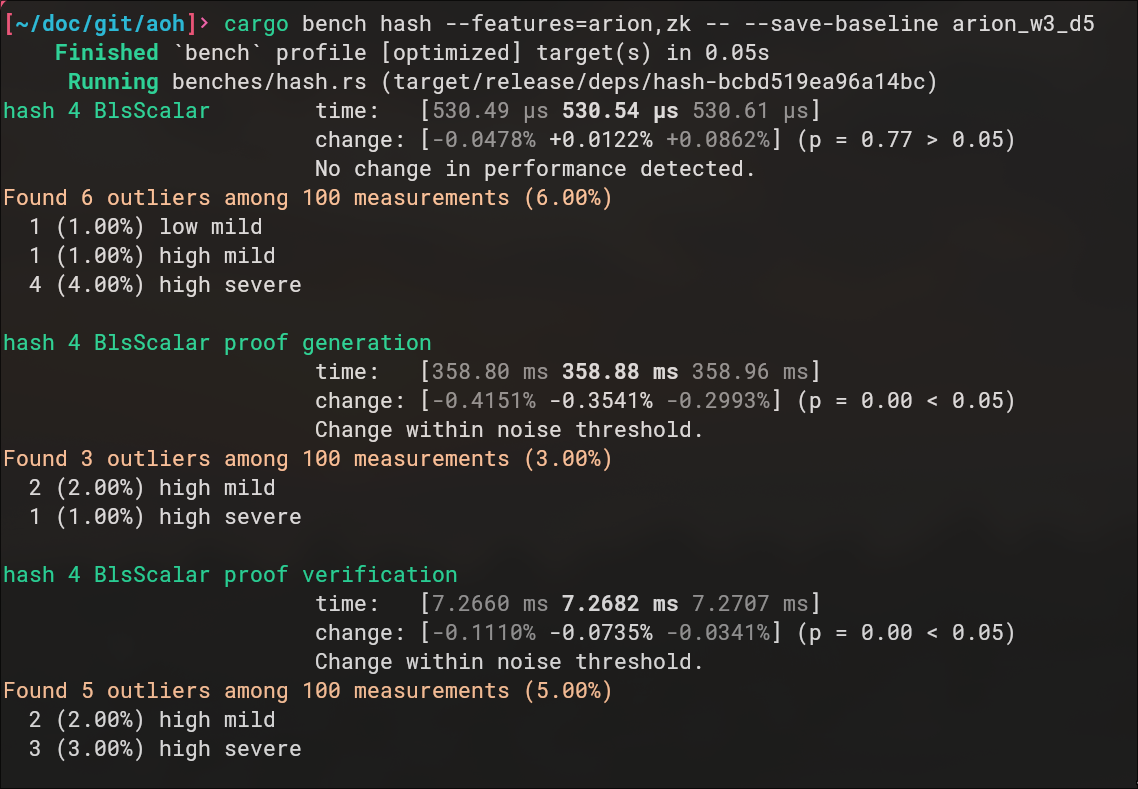 [~/doc/git/aoh]> cargo bench hash --features=arion,zk -- --save-baseline arion_w3_d5
    Finished `bench` profile [optimized] target(s) in 0.05s
     Running benches/hash.rs (target/release/deps/hash-bcbd519ea96a14bc)
hash 4 BlsScalar        time:   [530.49 µs 530.54 µs 530.61 µs]
                        change: [-0.0478% +0.0122% +0.0862%] (p = 0.77 > 0.05)
                        No change in performance detected.
Found 6 outliers among 100 measurements (6.00%)
  1 (1.00%) low mild
  1 (1.00%) high mild
  4 (4.00%) high severe

hash 4 BlsScalar proof generation
                        time:   [358.80 ms 358.88 ms 358.96 ms]
                        change: [-0.4151% -0.3541% -0.2993%] (p = 0.00 < 0.05)
                        Change within noise threshold.
Found 3 outliers among 100 measurements (3.00%)
  2 (2.00%) high mild
  1 (1.00%) high severe

hash 4 BlsScalar proof verification
                        time:   [7.2660 ms 7.2682 ms 7.2707 ms]
                        change: [-0.1110% -0.0735% -0.0341%] (p = 0.00 < 0.05)
                        Change within noise threshold.
Found 5 outliers among 100 measurements (5.00%)
  2 (2.00%) high mild
  3 (3.00%) high severe